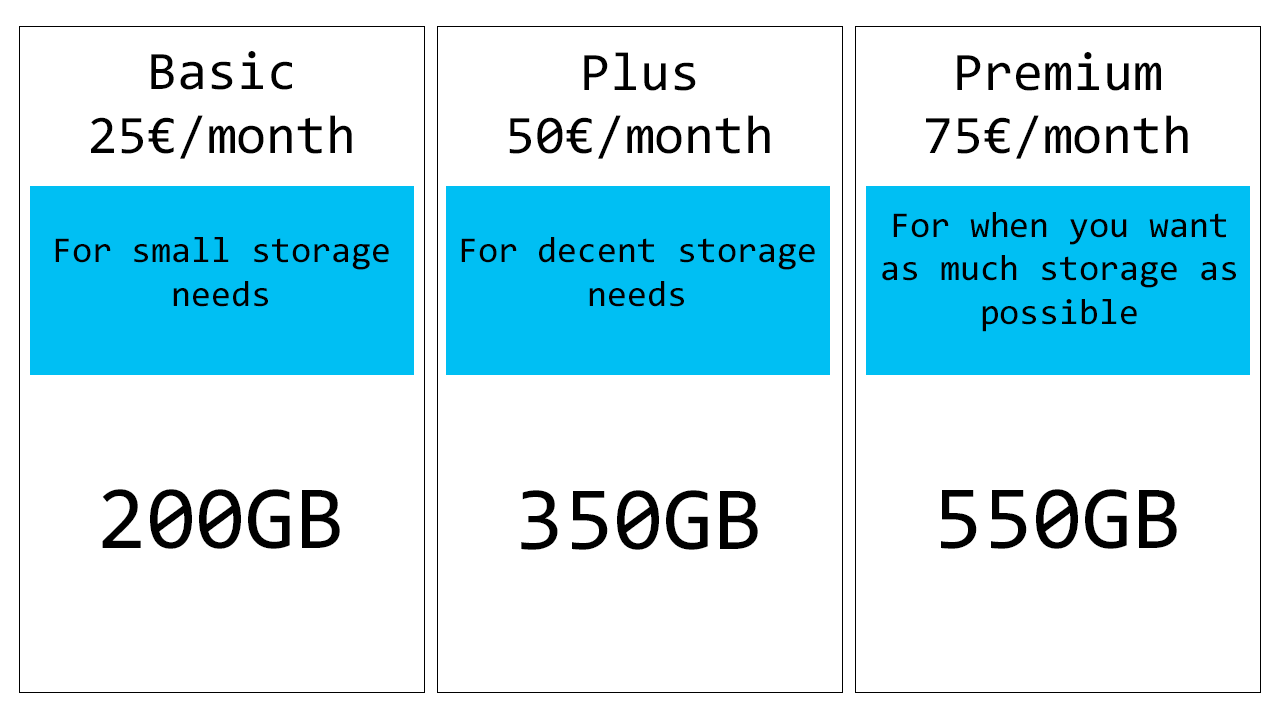 Basic
25€/month
For small storage
needs
200GB
Plus
50€/month
For decent storage
needs
350GB
Premium
75€/month
For when you want
as much storage as
possible
550GB